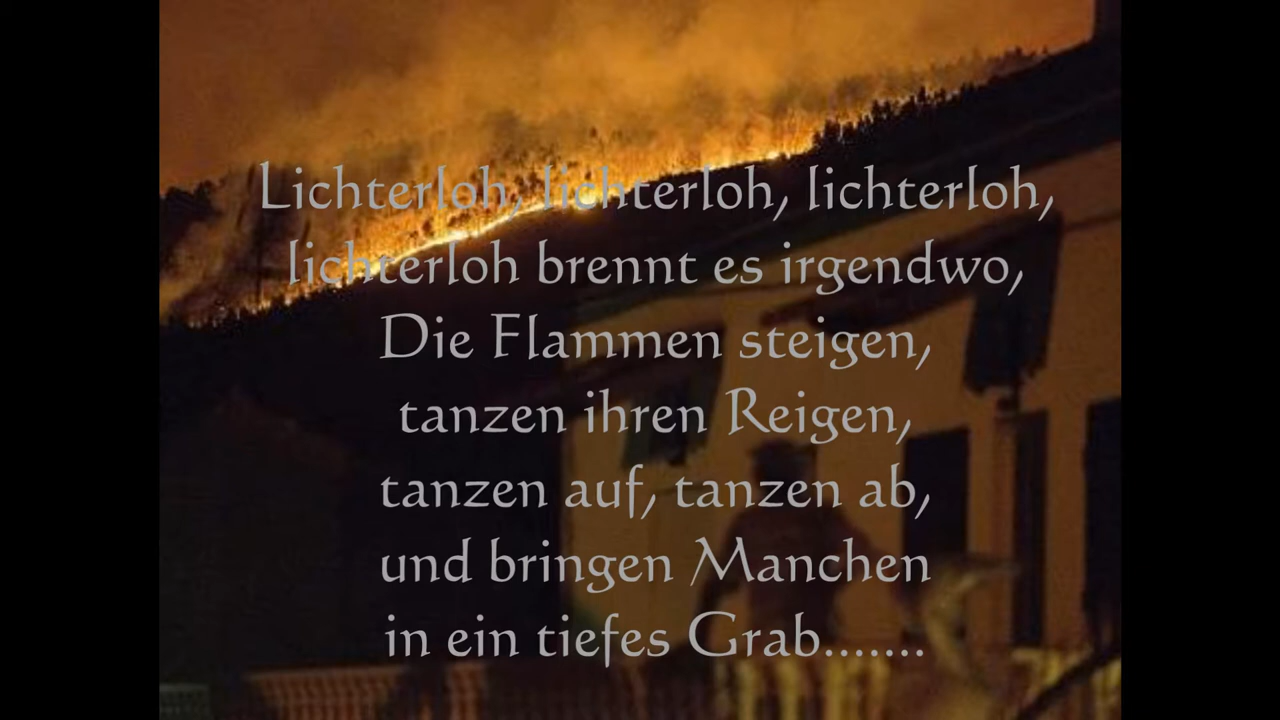 Lichterloh, lichterloh, lichterloh,
lichterloh brennt es irgendwo,
Die Flammen steigen,
tanzen ihren Reigen,
tanzen auf, tanzen ab,
und bringen Manchen
in ein tiefes Grab.......